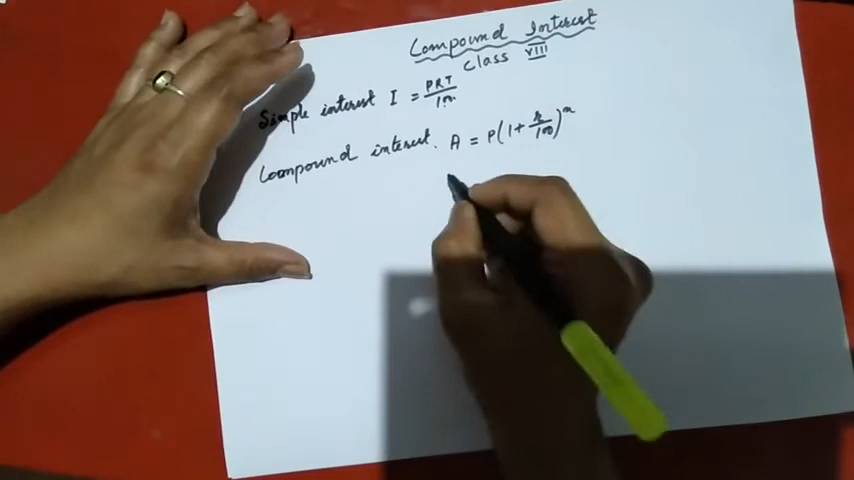 Compound Interest
Class VIII
Simple interest I = PRT/100
Compound interest. A = P(1 + r/100)^n